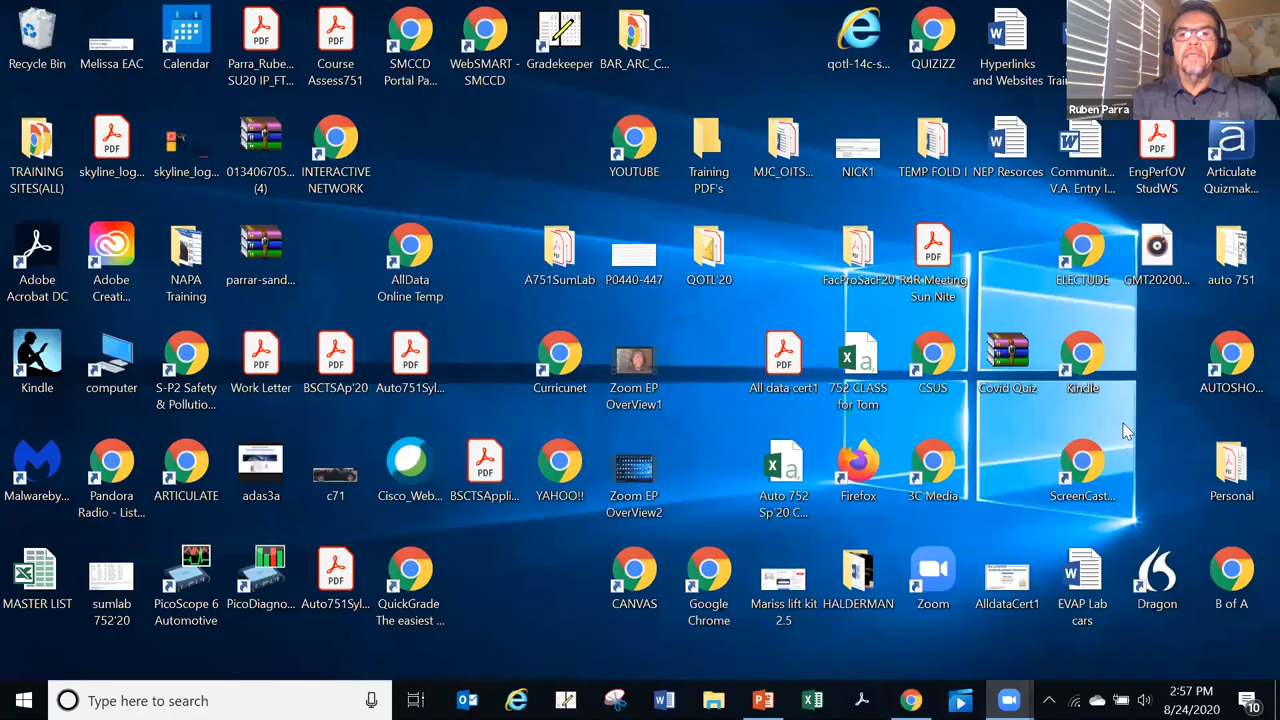 Recycle Bin
Melissa EAC
Calendar
Parra_Rube...
SU20 IP_FT...
Course
Assess751
SMCCD
Portal Pa...
WebSMART -
SMCCD
Gradekeeper
BAR_ARC_C...
qotl-14c-s...
QUIZIZZ
Hyperlinks
and Websites
Trai
Ruben Parra
TRAINING
SITES(ALL)
skyline_log...
skyline_log...
013406705...
(4)
INTERACTIVE
NETWORK
YOUTUBE
Training
PDF's
MJC_OITS...
NICK1
TEMP FOLD I
NEP Resorces
Communit...
V.A. Entry I...
EngPerfOV
StudWS
Articulate
Quizmak...
Adobe
Acrobat DC
Adobe
Creati...
NAPA
Training
parrar-sand...
AllData
Online Temp
A751SumLab
P0440-447
QOTL'20
FacProSacF20
R4R Meeting
Sun Nite
ELECTUDE
GMT20200...
auto 751
Kindle
computer
S-P2 Safety
& Pollutio...
Work Letter
BSCTSAp'20
Auto751Syl...
Curricunet
Zoom EP
OverView1
All data cert1
752 CLASS
for Tom
CSUS
Covid Quiz
Kindle
AUTOSHO...
Malwareby...
Pandora
Radio - List...
ARTICULATE
adas3a
c71
Cisco_Web...
BSCTSAppli...
YAHOO!!
Zoom EP
OverView2
Auto 752
Sp'20 C...
Firefox
3C Media
ScreenCast...
Personal
MASTER LIST
sumlab
752'20
PicoScope 6
Automotive
PicoDiagno...
Auto751Syl...
QuickGrade
The easiest ...
CANVAS
Google
Chrome
Mariss lift kit
2.5
HALDERMAN
Zoom
AlldataCert1
EVAP Lab
cars
Dragon
B of A
Type here to search
2:57 PM
8/24/2020
10